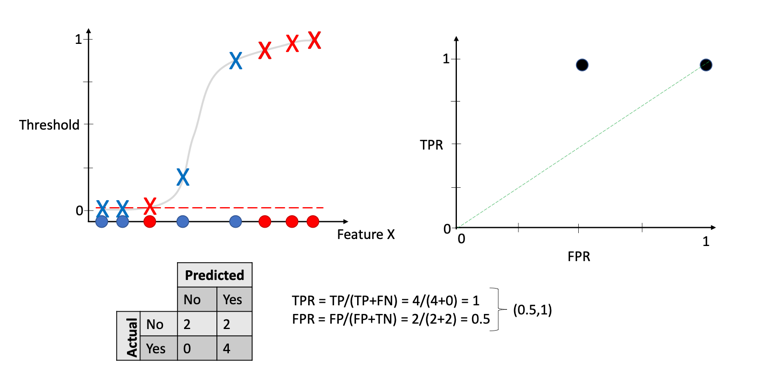 1
Threshold
0
Feature X
1
TPR
0
0
1
FPR
Predicted
No Yes
Actual
No 2 2
Yes 0 4
TPR = TP/(TP+FN) = 4/(4+0) = 1
FPR = FP/(FP+TN) = 2/(2+2) = 0.5
(0.5,1)